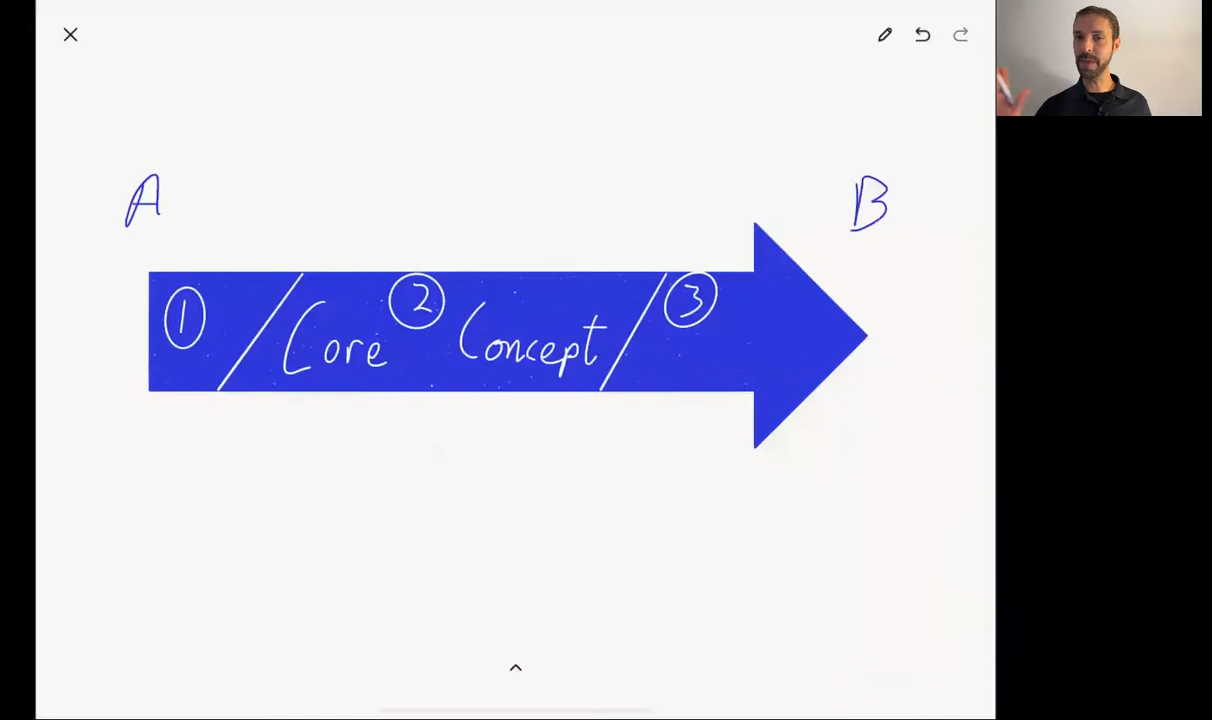 A B
① / Core ② Concept / ③